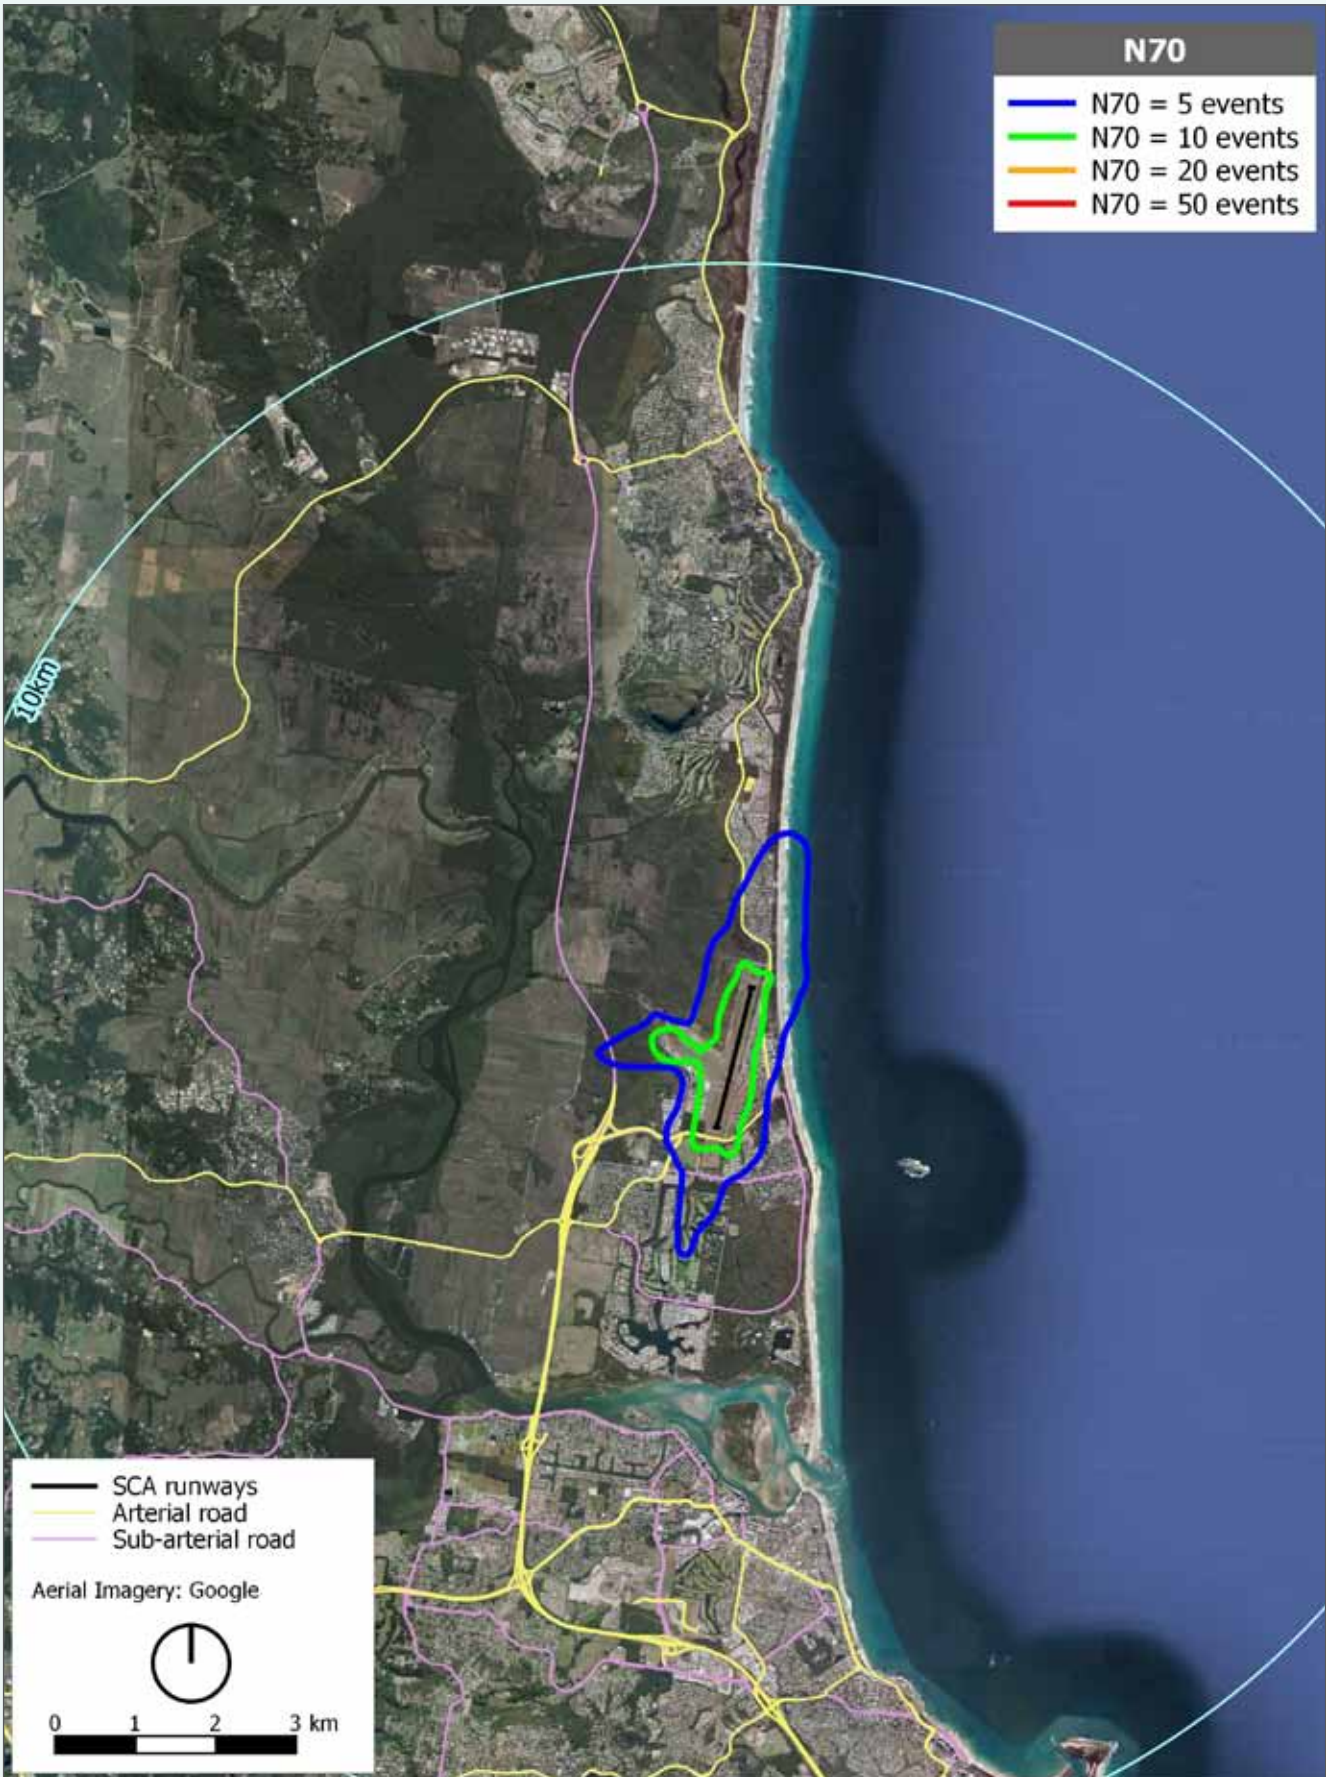 N70
N70 = 5 events
N70 = 10 events
N70 = 20 events
N70 = 50 events
10km
SCA runways
Arterial road
Sub-arterial road
Aerial Imagery: Google
0 1 2 3 km